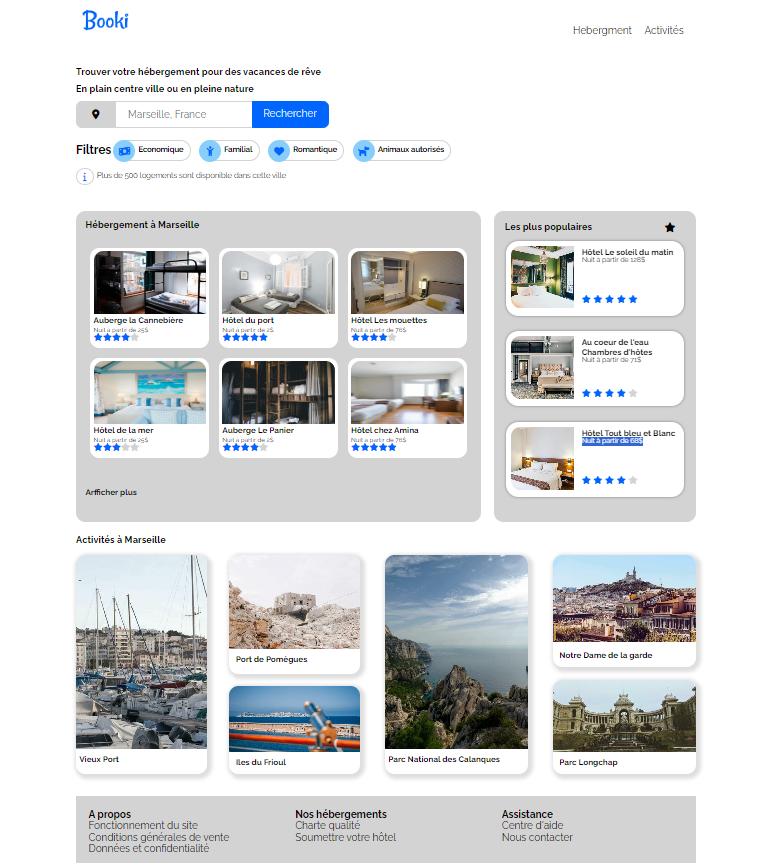 Booki
Hebergment Activités
Trouver votre hébergement pour des vacances de rêve
En plain centre ville ou en pleine nature
Marseille, France Rechercher
Filtres Economique Familial Romantique Animaux autorisés
Plus de 500 logements sont disponible dans cette ville
Hébergement à Marseille
Auberge la Cannebière
Nuit à partir de 25$
Hôtel du port
Nuit à partir de 2$
Hôtel Les mouettes
Nuit à partir de 76$
Hôtel de la mer
Nuit à partir de 25$
Auberge Le Panier
Nuit à partir de 2$
Hôtel chez Amina
Nuit à partir de 76$
Arfficher plus
Les plus populaires
Hôtel Le soleil du matin
Nuit à partir de 128$
Au coeur de l'eau
Chambres d'hôtes
Nuit à partir de 71$
Hôtel Tout bleu et Blanc
Nuit à partir de 68$
Activités à Marseille
Vieux Port
Port de Pomègues
Iles du Frioul
Parc National des Calanques
Notre Dame de la garde
Parc Longchap
A propos
Fonctionnement du site
Conditions générales de vente
Données et confidentialité
Nos hébergements
Charte qualité
Soumettre votre hôtel
Assistance
Centre d'aide
Nous contacter